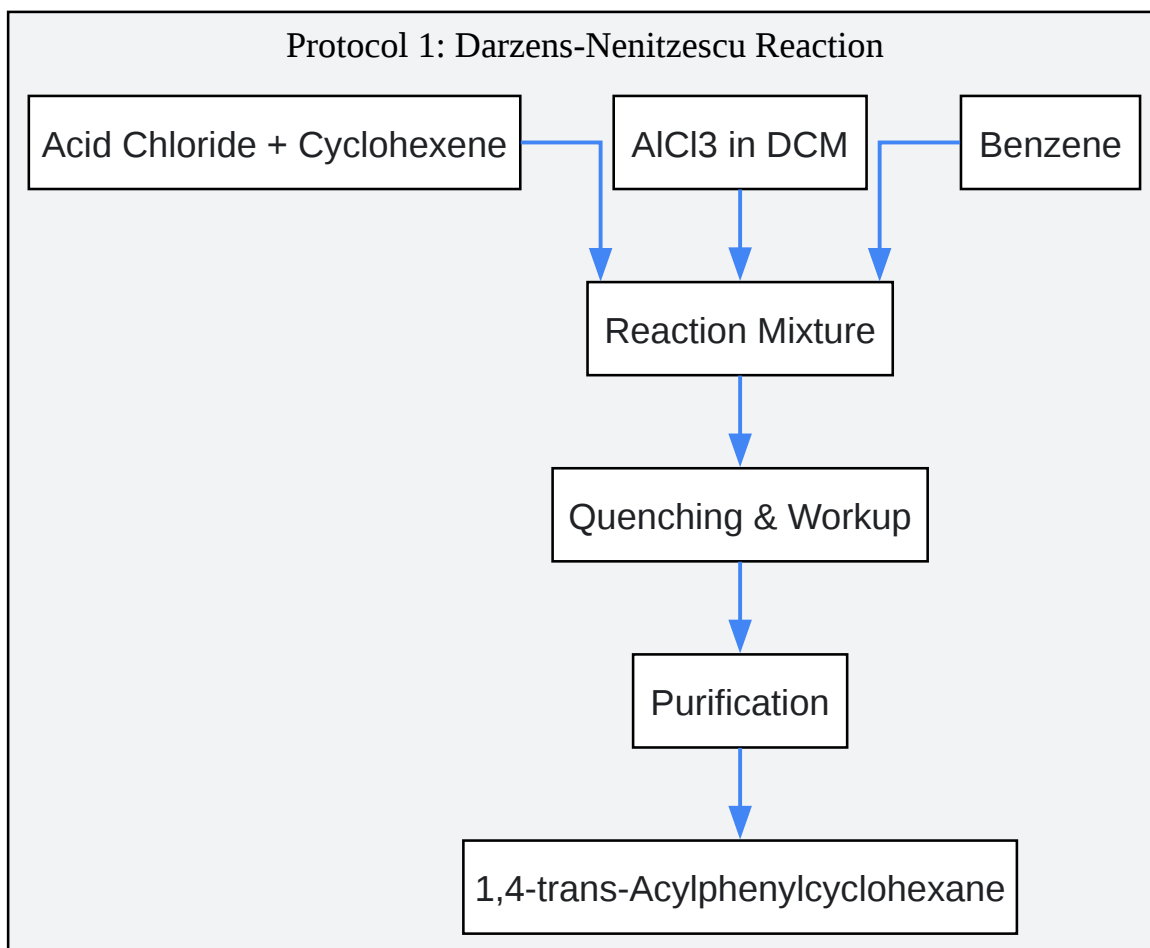 Protocol 1: Darzens-Nenitzescu Reaction
Acid Chloride + Cyclohexene
AlCl3 in DCM
Benzene
Reaction Mixture
Quenching & Workup
Purification
1,4-trans-Acylphenylcyclohexane